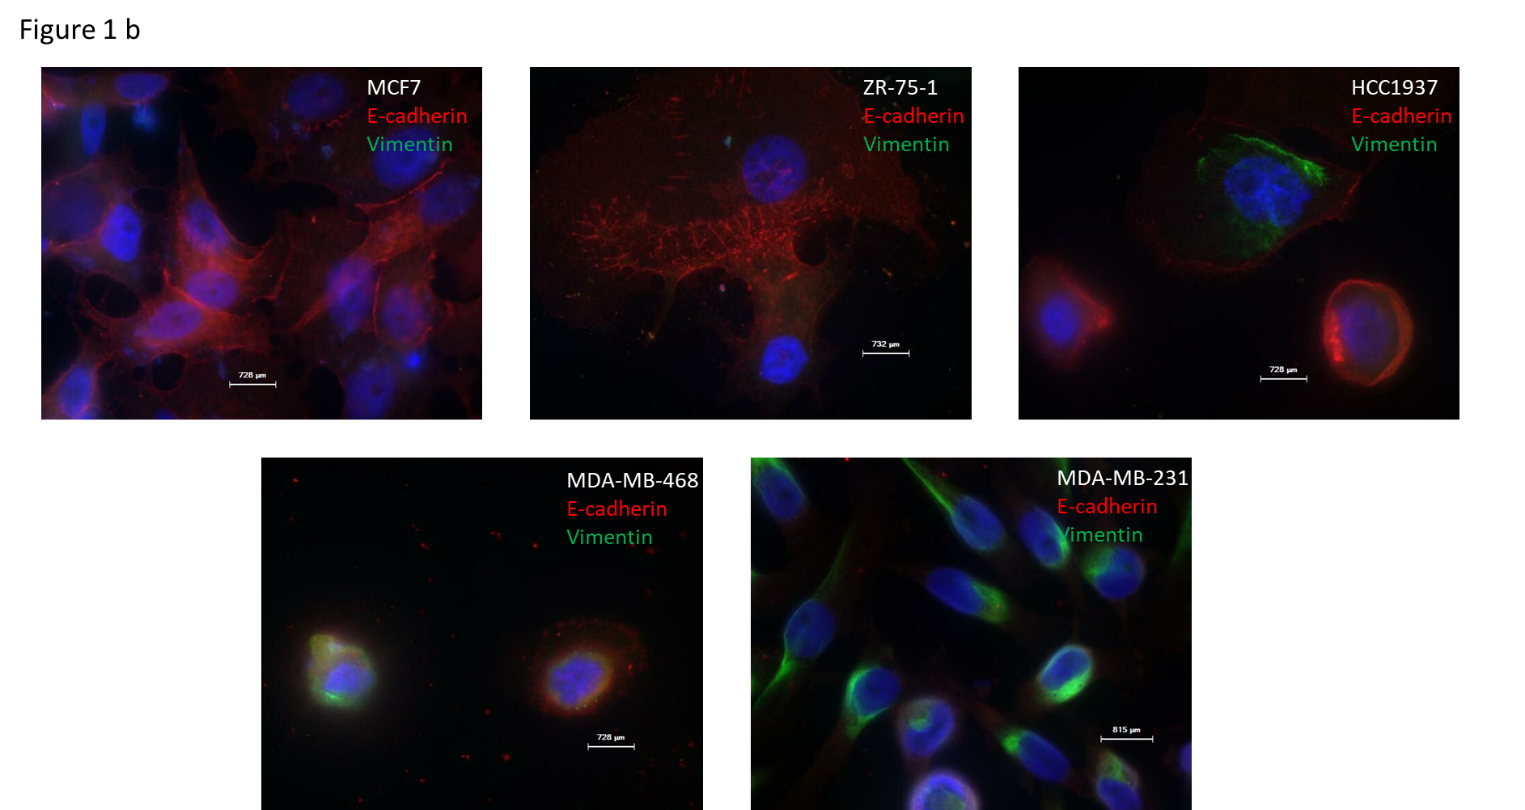 Figure 1 b
MCF7
E-cadherin
Vimentin
728 µm
ZR-75-1
E-cadherin
Vimentin
732 µm
HCC1937
E-cadherin
Vimentin
728 µm
MDA-MB-468
E-cadherin
Vimentin
728 µm
MDA-MB-231
E-cadherin
Vimentin
815 µm